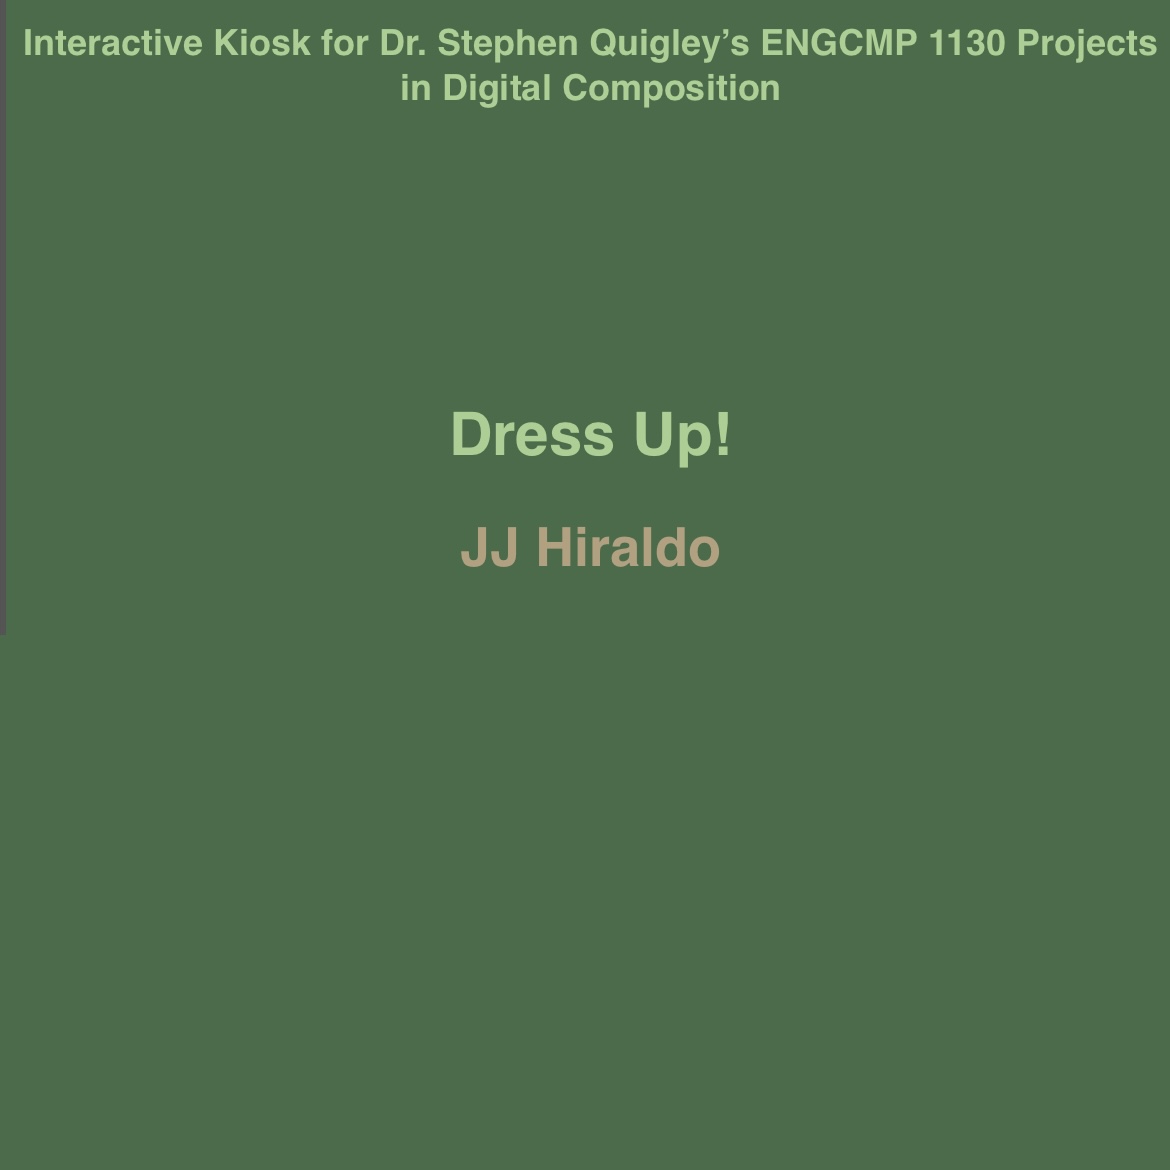 Interactive Kiosk for Dr. Stephen Quigley’s ENGCMP 1130 Projects
in Digital Composition
Dress Up!
JJ Hiraldo